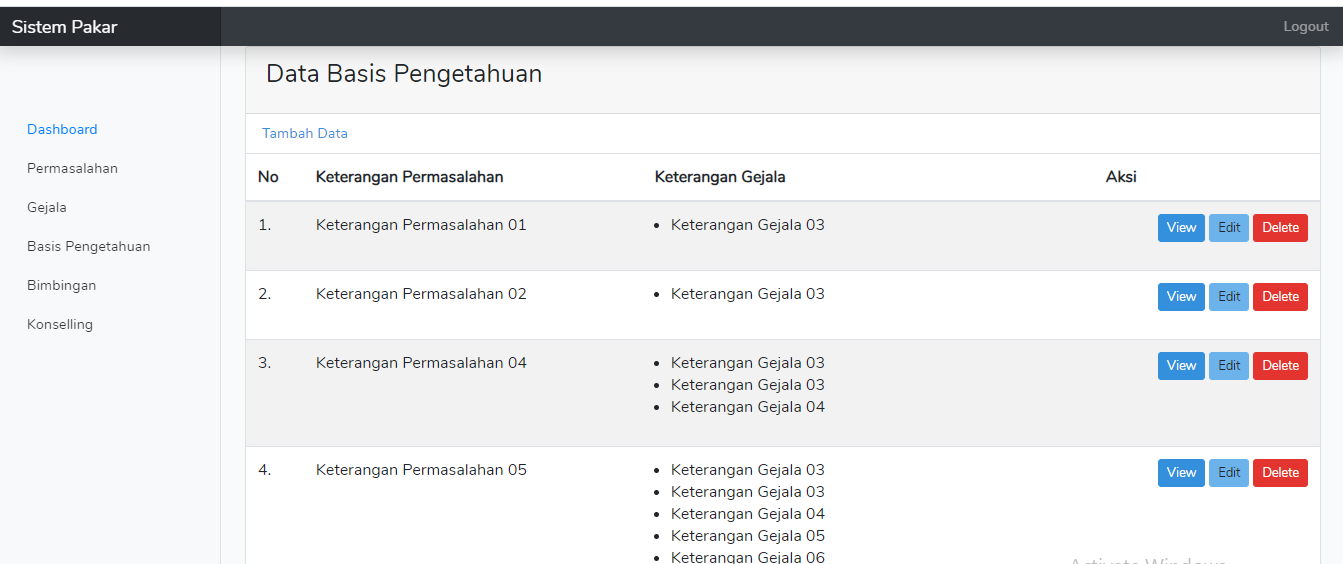 Sistem Pakar
Logout
Data Basis Pengetahuan
Dashboard
Tambah Data
Permasalahan
No Keterangan Permasalahan Keterangan Gejala Aksi
Gejala
1. Keterangan Permasalahan 01 • Keterangan Gejala 03 View Edit Delete
Basis Pengetahuan
Bimbingan
2. Keterangan Permasalahan 02 • Keterangan Gejala 03 View Edit Delete
Konselling
3. Keterangan Permasalahan 04 • Keterangan Gejala 03 View Edit Delete
• Keterangan Gejala 03
• Keterangan Gejala 04
4. Keterangan Permasalahan 05 • Keterangan Gejala 03 View Edit Delete
• Keterangan Gejala 03
• Keterangan Gejala 04
• Keterangan Gejala 05
• Keterangan Gejala 06
Activate Windows